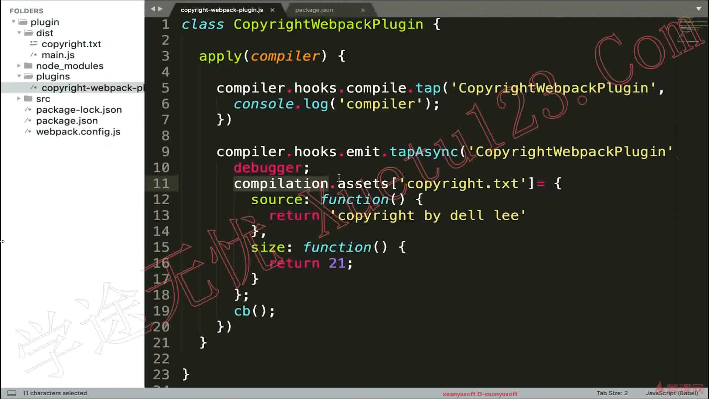 FOLDERS
plugin
dist
copyright.txt
main.js
node_modules
plugins
copyright-webpack-pl
src
package-lock.json
package.json
webpack.config.js
copyright-webpack-plugin.js
package.json
1 class CopyrightWebpackPlugin {
2
3 apply(compiler) {
4
5 compiler.hooks.compile.tap('CopyrightWebpackPlugin',
6 console.log('compiler');
7 })
8
9 compiler.hooks.emit.tapAsync('CopyrightWebpackPlugin'
10 debugger;
11 compilation.assets['copyright.txt']= {
12 source: function() {
13 return 'copyright by dell lee'
14 },
15 size: function() {
16 return 21;
17 }
18 };
19 cb();
20 })
21 }
22
23 }
学途无忧 Xuetu123.Com
11 characters selected
Tab Size: 2
JavaScript (Babel)